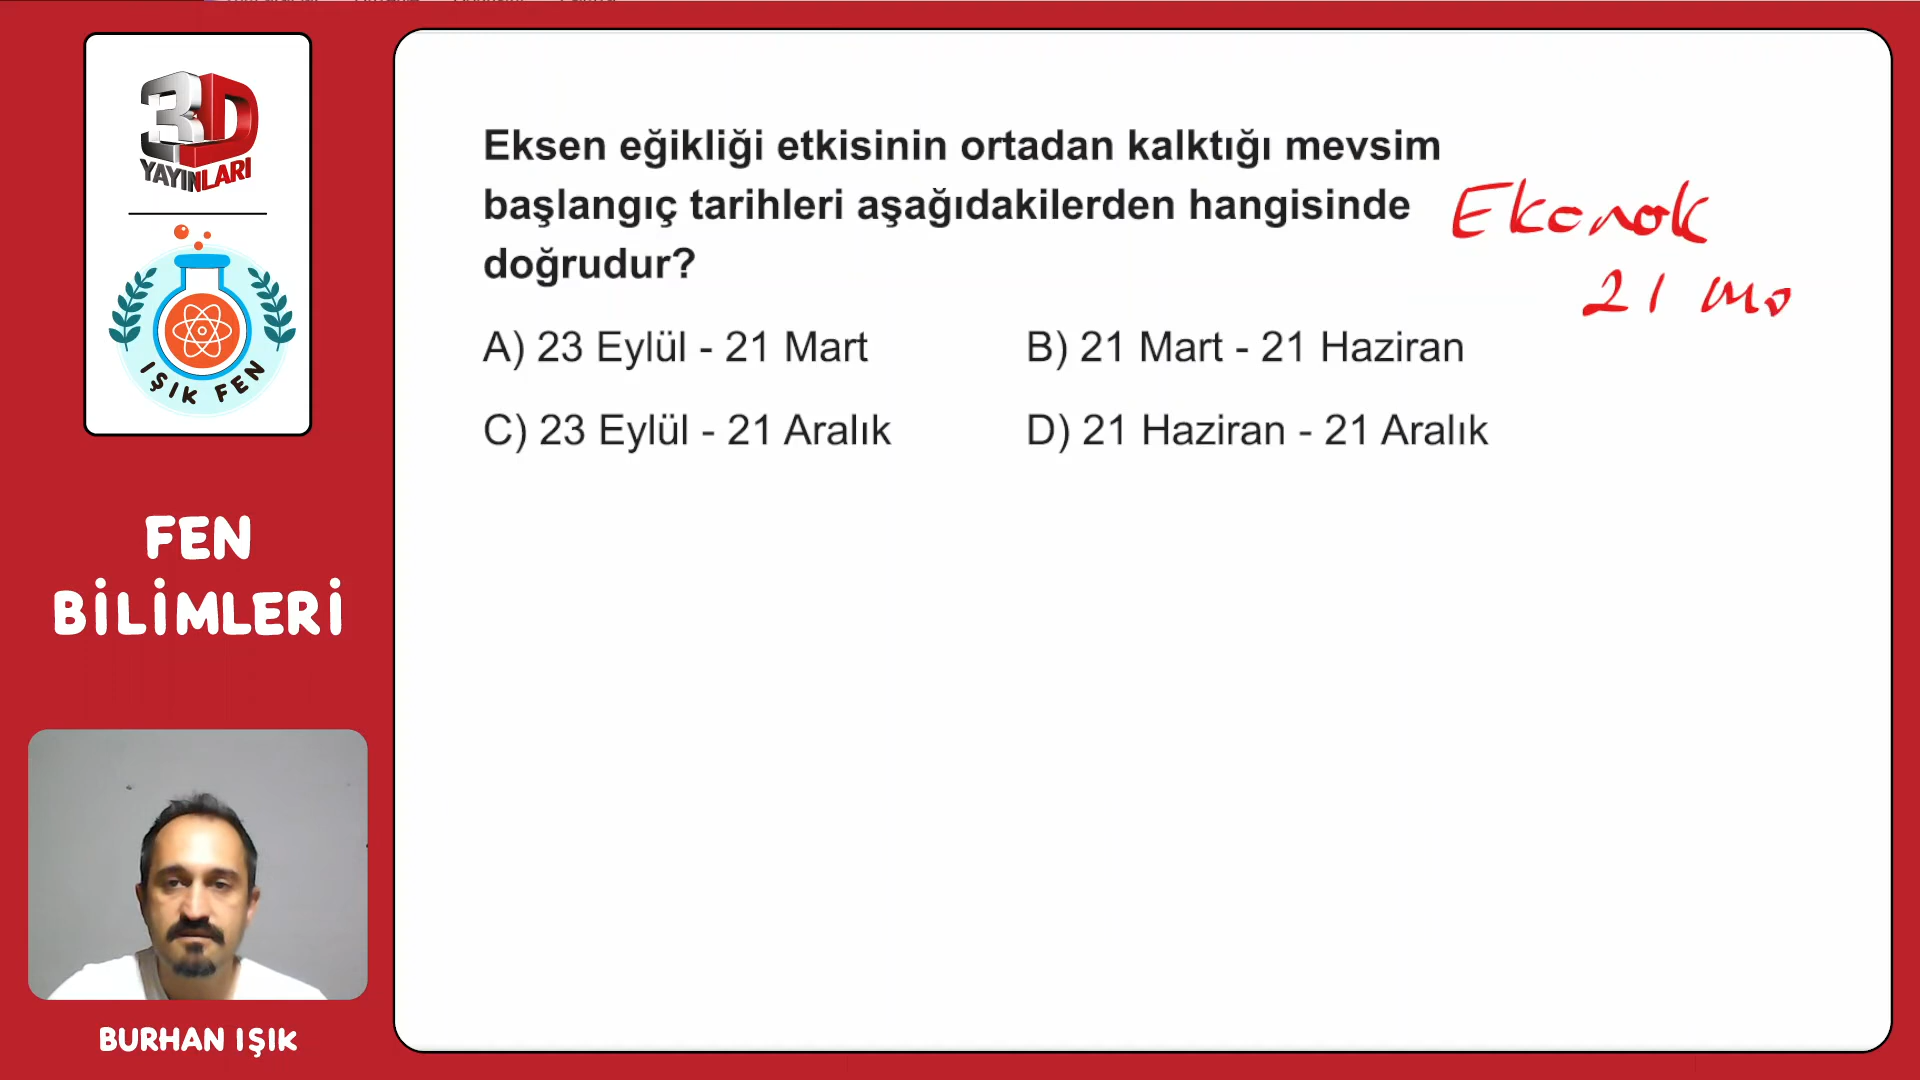 3D
YAYINLARI
IŞIK FEN
FEN
BİLİMLERİ
BURHAN IŞIK
Eksen eğikliği etkisinin ortadan kalktığı mevsim
başlangıç tarihleri aşağıdakilerden hangisinde
doğrudur?
A) 23 Eylül - 21 Mart
B) 21 Mart - 21 Haziran
C) 23 Eylül - 21 Aralık
D) 21 Haziran - 21 Aralık
Ekonok
21 Ma